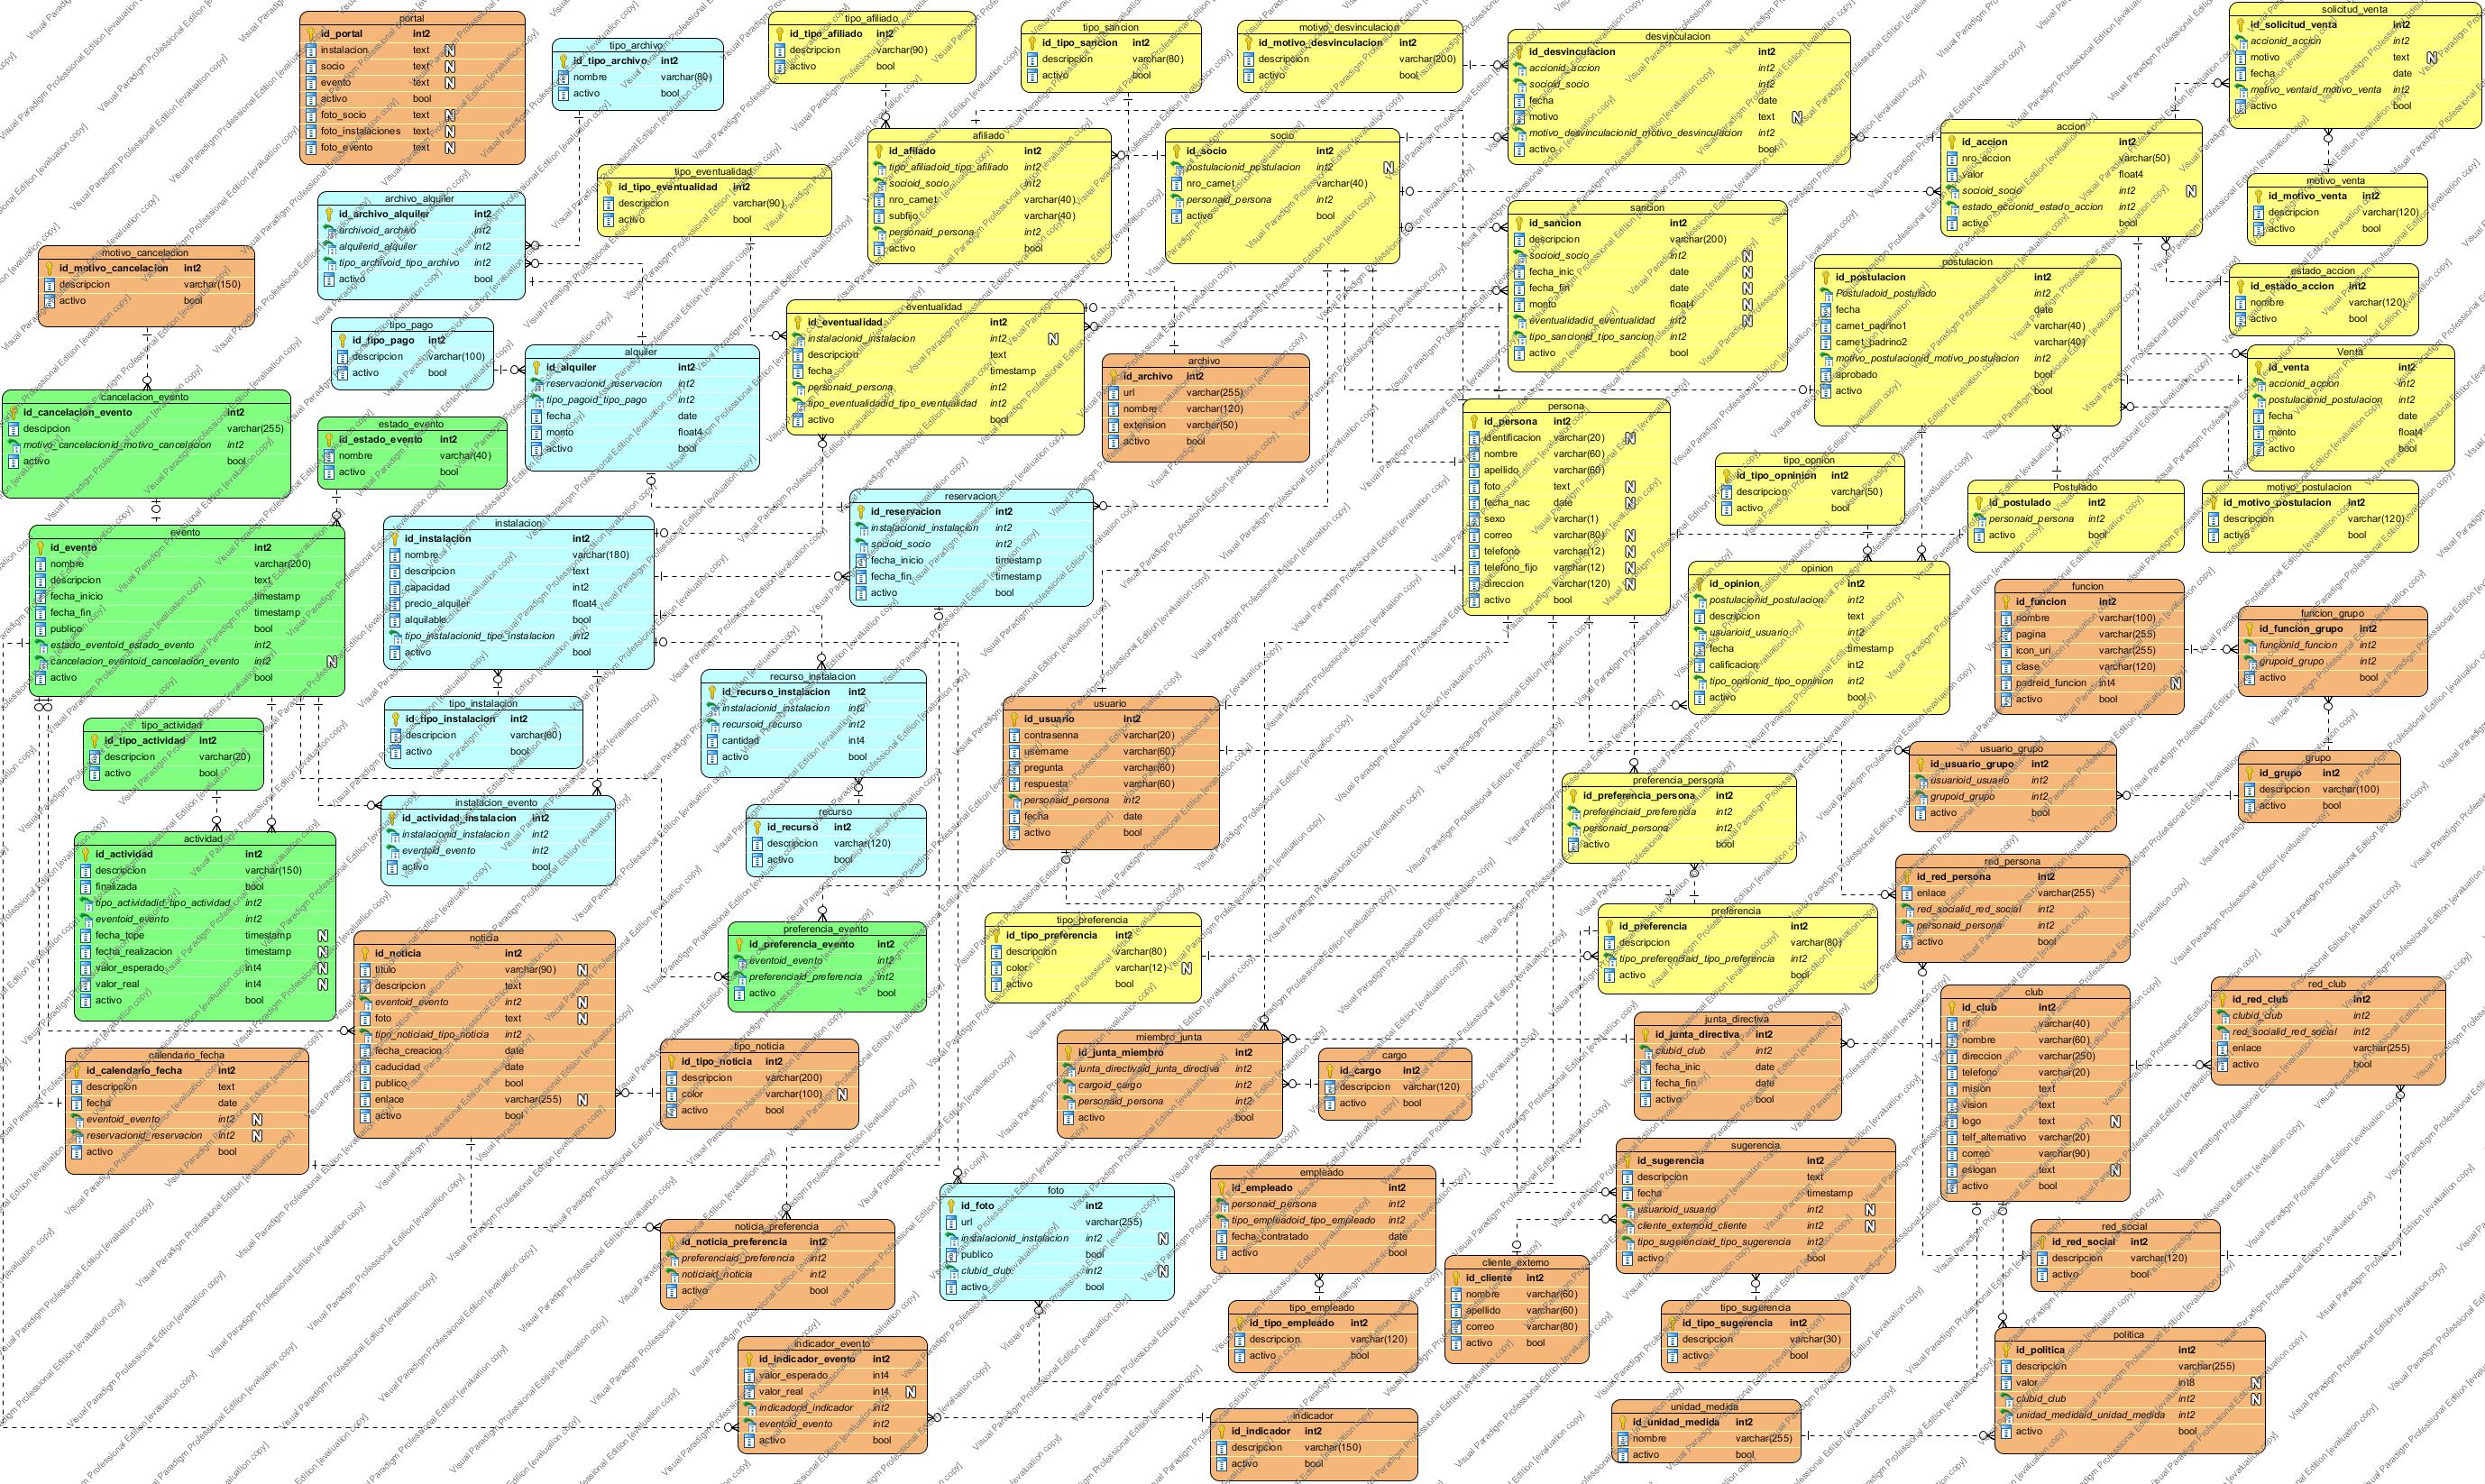 portal
id_portal int2
instalacion text N
socio text N
evento text N
activo bool
foto_socio text N
foto_instalaciones text N
foto_evento text N
tipo_archivo
id_tipo_archivo int2
nombre varchar(80)
activo bool
tipo_afiliado
id_tipo_afiliado int2
descripcion varchar(90)
activo bool
tipo_sancion
id_tipo_sancion int2
descripcion varchar(80)
activo bool
motivo_desvinculacion
id_motivo_desvinculacion int2
descripcion varchar(200)
activo bool
desvinculacion
id_desvinculacion int2
accionid_accion int2
socioid_socio int2
fecha date
motivo text N
motivo_desvinculacionid_motivo_desvinculacion int2
activo bool
solicitud_venta
id_solicitud_venta int2
accionid_accion int2
motivo text N
fecha date
motivo_ventaid_motivo_venta int2
activo bool
afiliado
id_afilado int2
tipo_afiliadoid_tipo_afiliado int2
socioid_socio int2
nro_carnet varchar(40)
subfijo varchar(40)
personaid_persona int2
activo bool
socio
id_socio int2
postulacionid_postulacion int2 N
nro_carnet varchar(40)
personaid_persona int2
activo bool
accion
id_accion int2
nro_accion varchar(50)
valor float4
socioid_socio int2 N
estado_accionid_estado_accion int2
activo bool
tipo_eventualidad
id_tipo_eventualidad int2
descripcion varchar(90)
activo bool
archivo_alquiler
id_archivo_alquiler int2
archivoid_archivo int2
alquilerid_alquiler int2
tipo_archivoid_tipo_archivo int2
activo bool
motivo_venta
id_motivo_venta int2
descripcion varchar(120)
activo bool
sancion
id_sancion int2
descripcion varchar(200)
socioid_socio int2 N
fecha_inic date N
fecha_fin date N
monto float4 N
eventualidadid_eventualidad int2 N
tipo_sancionid_tipo_sancion int2
activo bool
motivo_cancelacion
id_motivo_cancelacion int2
descripcion varchar(150)
activo bool
postulacion
id_postulacion int2
Postuladoid_postulado int2
fecha date
carnet_padrino1 varchar(40)
carnet_padrino2 varchar(40)
motivo_postulacionid_motivo_postulacion int2
aprobado bool
activo bool
estado_accion
id_estado_accion int2
nombre varchar(120)
activo bool
eventualidad
id_eventualidad int2
instalacionid_instalacion int2 N
descripcion text
fecha timestamp
personaid_persona int2
tipo_eventualidadid_tipo_eventualidad int2
activo bool
tipo_pago
id_tipo_pago int2
descripcion varchar(100)
activo bool
alquiler
id_alquiler int2
reservacionid_reservacion int2
tipo_pagoid_tipo_pago int2
fecha date
monto float4
activo bool
archivo
id_archivo int2
url varchar(255)
nombre varchar(120)
extension varchar(50)
activo bool
Venta
id_venta int2
accionid_accion int2
postulacionid_postulacion int2
fecha date
monto float4
activo bool
cancelacion_evento
id_cancelacion_evento int2
descipcion varchar(255)
motivo_cancelacionid_motivo_cancelacion int2
activo bool
estado_evento
id_estado_evento int2
nombre varchar(40)
activo bool
persona
id_persona int2
identificacion varchar(20) N
nombre varchar(60)
apellido varchar(60)
foto text N
fecha_nac date N
sexo varchar(1)
correo varchar(80) N
telefono varchar(12) N
telefono_fijo varchar(12) N
direccion varchar(120) N
activo bool
tipo_opnion
id_tipo_opninion int2
descripcion varchar(50)
activo bool
Postulado
id_postulado int2
personaid_persona int2
activo bool
motivo_postulacion
id_motivo_postulacion int2
descripcion varchar(120)
activo bool
reservacion
id_reservacion int2
instalacionid_instalacion int2
socioid_socio int2
fecha_inicio timestamp
fecha_fin timestamp
activo bool
instalacion
id_instalacion int2
nombre varchar(180)
descripcion text
capacidad int2
precio_alquiler float4
alquilable bool
tipo_instalacionid_tipo_instalacion int2
activo bool
evento
id_evento int2
nombre varchar(200)
descripcion text
fecha_inicio timestamp
fecha_fin timestamp
publico bool
estado_eventoid_estado_evento int2
cancelacion_eventoid_cancelación_evento int2 N
activo bool
opinion
id_opinion int2
postulacionid_postulacion int2
descripcion text
usuarioid_usuario int2
fecha timestamp
calificacion int2
tipo_opnionid_tipo_opninion int2
activo bool
funcion
id_funcion int2
nombre varchar(100)
pagina varchar(255)
icon_uri varchar(255)
clase varchar(120)
padreid_funcion int4 N
activo bool
funcion_grupo
id_funcion_grupo int2
funcionid_funcion int2
grupoid_grupo int2
activo bool
recurso_instalacion
id_recurso_instalacion int2
instalacionid_instalacion int2
recursoid_recurso int2
cantidad int4
activo bool
tipo_instalacion
id_tipo_instalacion int2
descripcion varchar(60)
activo bool
usuario
id_usuario int2
contrasenna varchar(20)
username varchar(60)
pregunta varchar(60)
respuesta varchar(60)
personaid_persona int2
fecha date
activo bool
tipo_actividad
id_tipo_actividad int2
descripcion varchar(20)
activo bool
usuario_grupo
id_usuario_grupo int2
usuarioid_usuario int2
grupoid_grupo int2
activo bool
grupo
id_grupo int2
descripcion varchar(100)
activo bool
preferencia_persona
id_preferencia_persona int2
preferenciaid_preferencia int2
personaid_persona int2
activo bool
instalacion_evento
id_actividad_instalacion int2
instalacionid_instalacion int2
eventoid_evento int2
activo bool
recurso
id_recurso int2
descripcion varchar(120)
activo bool
actividad
id_actividad int2
descripcion varchar(150)
finalizada bool
tipo_actividadid_tipo_actividad int2
eventoid_evento int2
fecha_tope timestamp N
fecha_realizacion timestamp N
valor_esperado int4 N
valor_real int4 N
activo bool
red_persona
id_red_persona int2
enlace varchar(255)
red_socialid_red_social int2
personaid_persona int2
activo bool
preferencia
id_preferencia int2
descripcion varchar(80)
tipo_preferenciaid_tipo_preferencia int2
activo bool
tipo_preferencia
id_tipo_preferencia int2
descripcion varchar(80)
color varchar(12) N
activo bool
preferencia_evento
id_preferencia_evento int2
eventoid_evento int2
preferenciaid_preferencia int2
activo bool
noticia
id_noticia int2
titulo varchar(90) N
descripcion text
eventoid_evento int2 N
foto text N
tipo_noticiaid_tipo_noticia int2
fecha_creacion date
caducidad date
publico bool
enlace varchar(255) N
activo bool
club
id_club int2
rif varchar(40)
nombre varchar(60)
direccion varchar(250)
telefono varchar(20)
mision text
vision text
logo text N
telf_alternativo varchar(20)
correo varchar(90)
eslogan text N
activo bool
red_club
id_red_club int2
clubid_club int2
red_socialid_red_social int2
enlace varchar(255)
activo bool
junta_directiva
id_junta_directiva int2
clubid_club int2
fecha_inic date
fecha_fin date
activo bool
miembro_junta
id_junta_miembro int2
junta_directivaid_junta_directiva int2
cargoid_cargo int2
personaid_persona int2
activo bool
cargo
id_cargo int2
descripcion varchar(120)
activo bool
tipo_noticia
id_tipo_noticia int2
descripcion varchar(200)
color varchar(100) N
activo bool
calendario_fecha
id_calendario_fecha int2
descripcion text
fecha date
eventoid_evento int2 N
reservacionid_reservacion int2 N
activo bool
sugerencia
id_sugerencia int2
descripcion text
fecha timestamp
usuarioid_usuario int2 N
cliente_externoid_cliente int2 N
tipo_sugerenciaid_tipo_sugerencia int2
activo bool
empleado
id_empleado int2
personaid_persona int2
tipo_empleadoid_tipo_empleado int2
fecha_contratado date
activo bool
foto
id_foto int2
url varchar(255)
instalacionid_instalacion int2 N
publico bool
clubid_club int2 N
activo bool
noticia_preferencia
id_noticia_preferencia int2
preferenciaid_preferencia int2
noticiaid_noticia int2
activo bool
red_social
id_red_social int2
descripcion varchar(120)
activo bool
cliente_externo
id_cliente int2
nombre varchar(60)
apellido varchar(60)
correo varchar(80)
activo bool
tipo_empleado
id_tipo_empleado int2
descripcion varchar(120)
activo bool
tipo_sugerencia
id_tipo_sugerencia int2
descripcion varchar(30)
activo bool
politica
id_politica int2
descripcion varchar(255)
valor int8 N
clubid_club int2 N
unidad_medidaid_unidad_medida int2
activo bool
indicador_evento
id_indicador_evento int2
valor_esperado int4
valor_real int4 N
indicadorid_indicador int2
eventoid_evento int2
activo bool
unidad_medida
id_unidad_medida int2
nombre varchar(255)
activo bool
indicador
id_indicador int2
descripcion varchar(150)
activo bool
Visual Paradigm Professional Edition [evaluation copy]